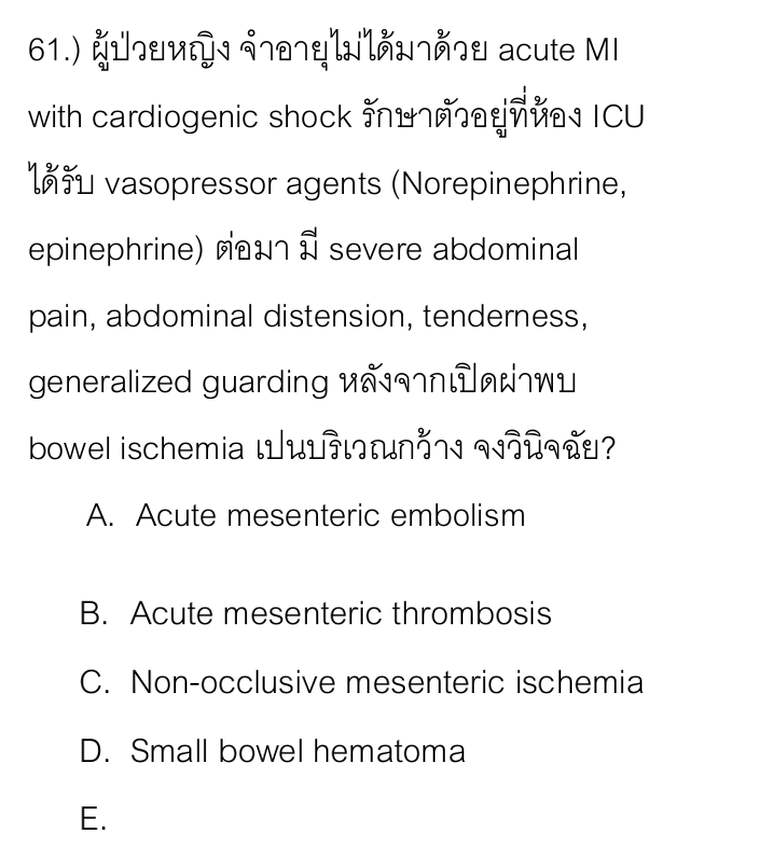 61.) ผู้ป่วยหญิง จำอายุไม่ได้มาด้วย acute MI
with cardiogenic shock รักษาตัวอยู่ที่ห้อง ICU
ได้รับ vasopressor agents (Norepinephrine,
epinephrine) ต่อมา มี severe abdominal
pain, abdominal distension, tenderness,
generalized guarding หลังจากเปิดผ่าพบ
bowel ischemia เปนบริเวณกว้าง จงวินิจฉัย?
A. Acute mesenteric embolism
B. Acute mesenteric thrombosis
C. Non-occlusive mesenteric ischemia
D. Small bowel hematoma
E.